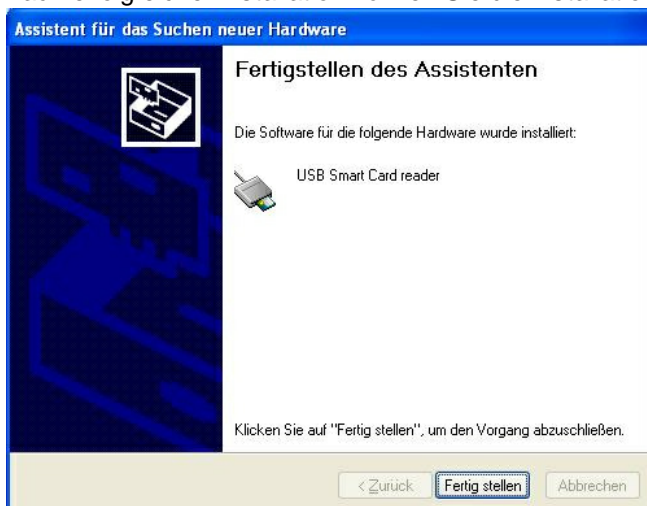 Assistent für das Suchen neuer Hardware
Fertigstellen des Assistenten
Die Software für die folgende Hardware wurde installiert:
USB Smart Card reader
Klicken Sie auf "Fertig stellen", um den Vorgang abzuschließen.
< Zurück Fertig stellen Abbrechen